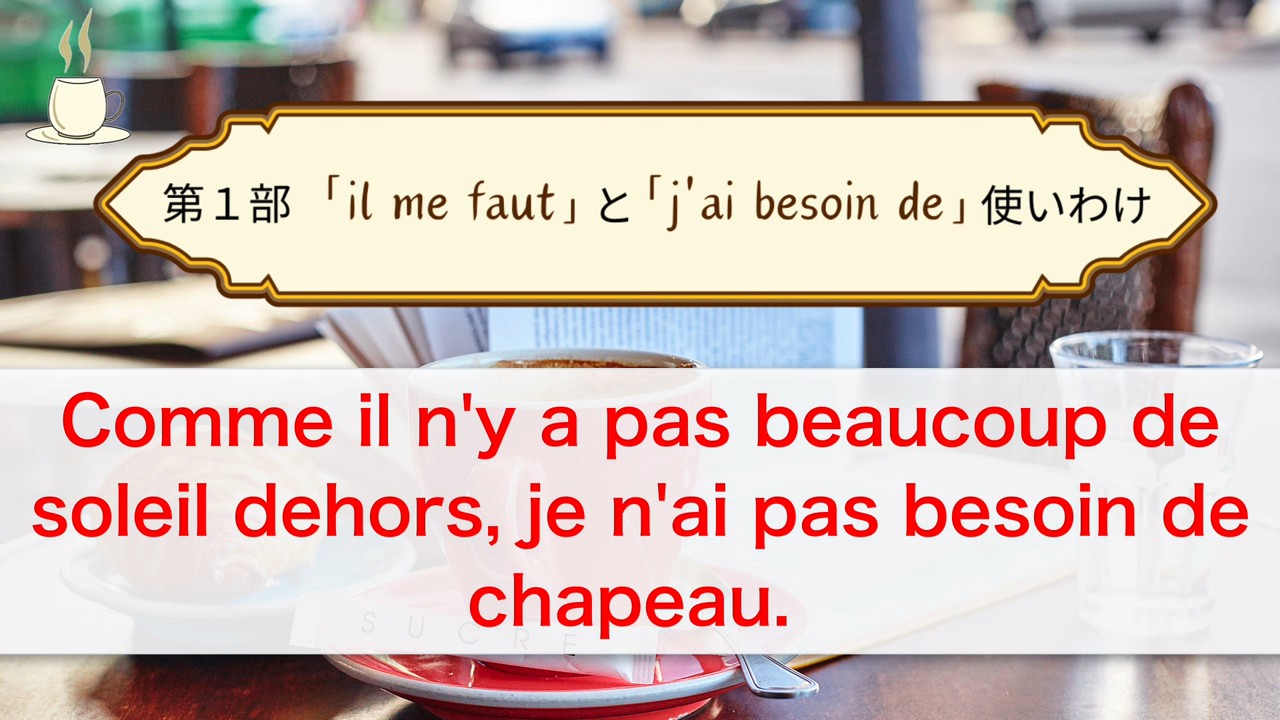 第１部 「il me faut」と「j'ai besoin de」使いわけ
Comme il n'y a pas beaucoup de
soleil dehors, je n'ai pas besoin de
chapeau.
SUCRE